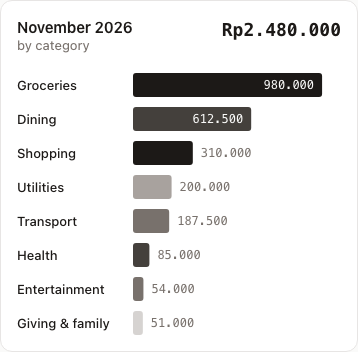 November 2026
Rp2.480.000
by category
Groceries 980.000
Dining 612.500
Shopping 310.000
Utilities 200.000
Transport 187.500
Health 85.000
Entertainment 54.000
Giving & family 51.000